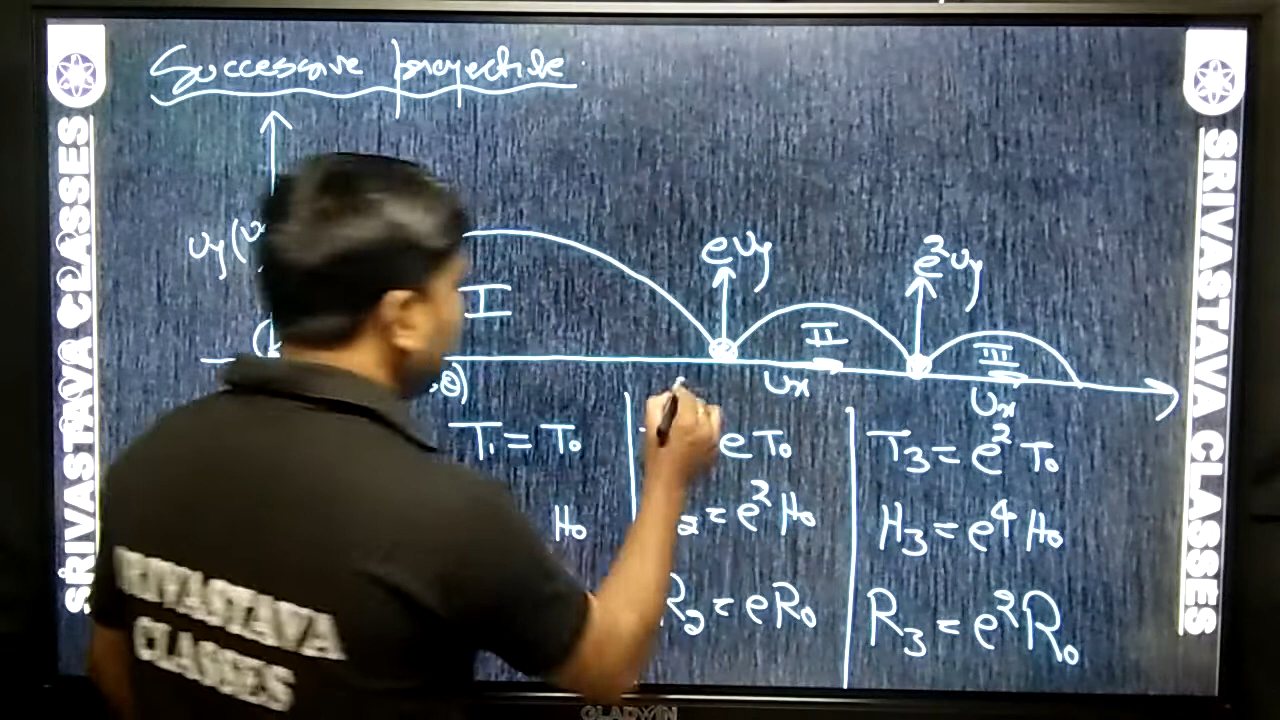 Successive projectile
SRIVASTAVA CLASSES
SRIVASTAVA CLASSES
uy
I
euy
II
e²uy
III
ux
ux
T₁ = T₀
H₀
eT₀
₂ = e²H₀
R₂ = eR₀
T₃ = e²T₀
H₃ = e⁴H₀
R₃ = e²R₀
SRIVASTAVA
CLASSES
GLADWIN